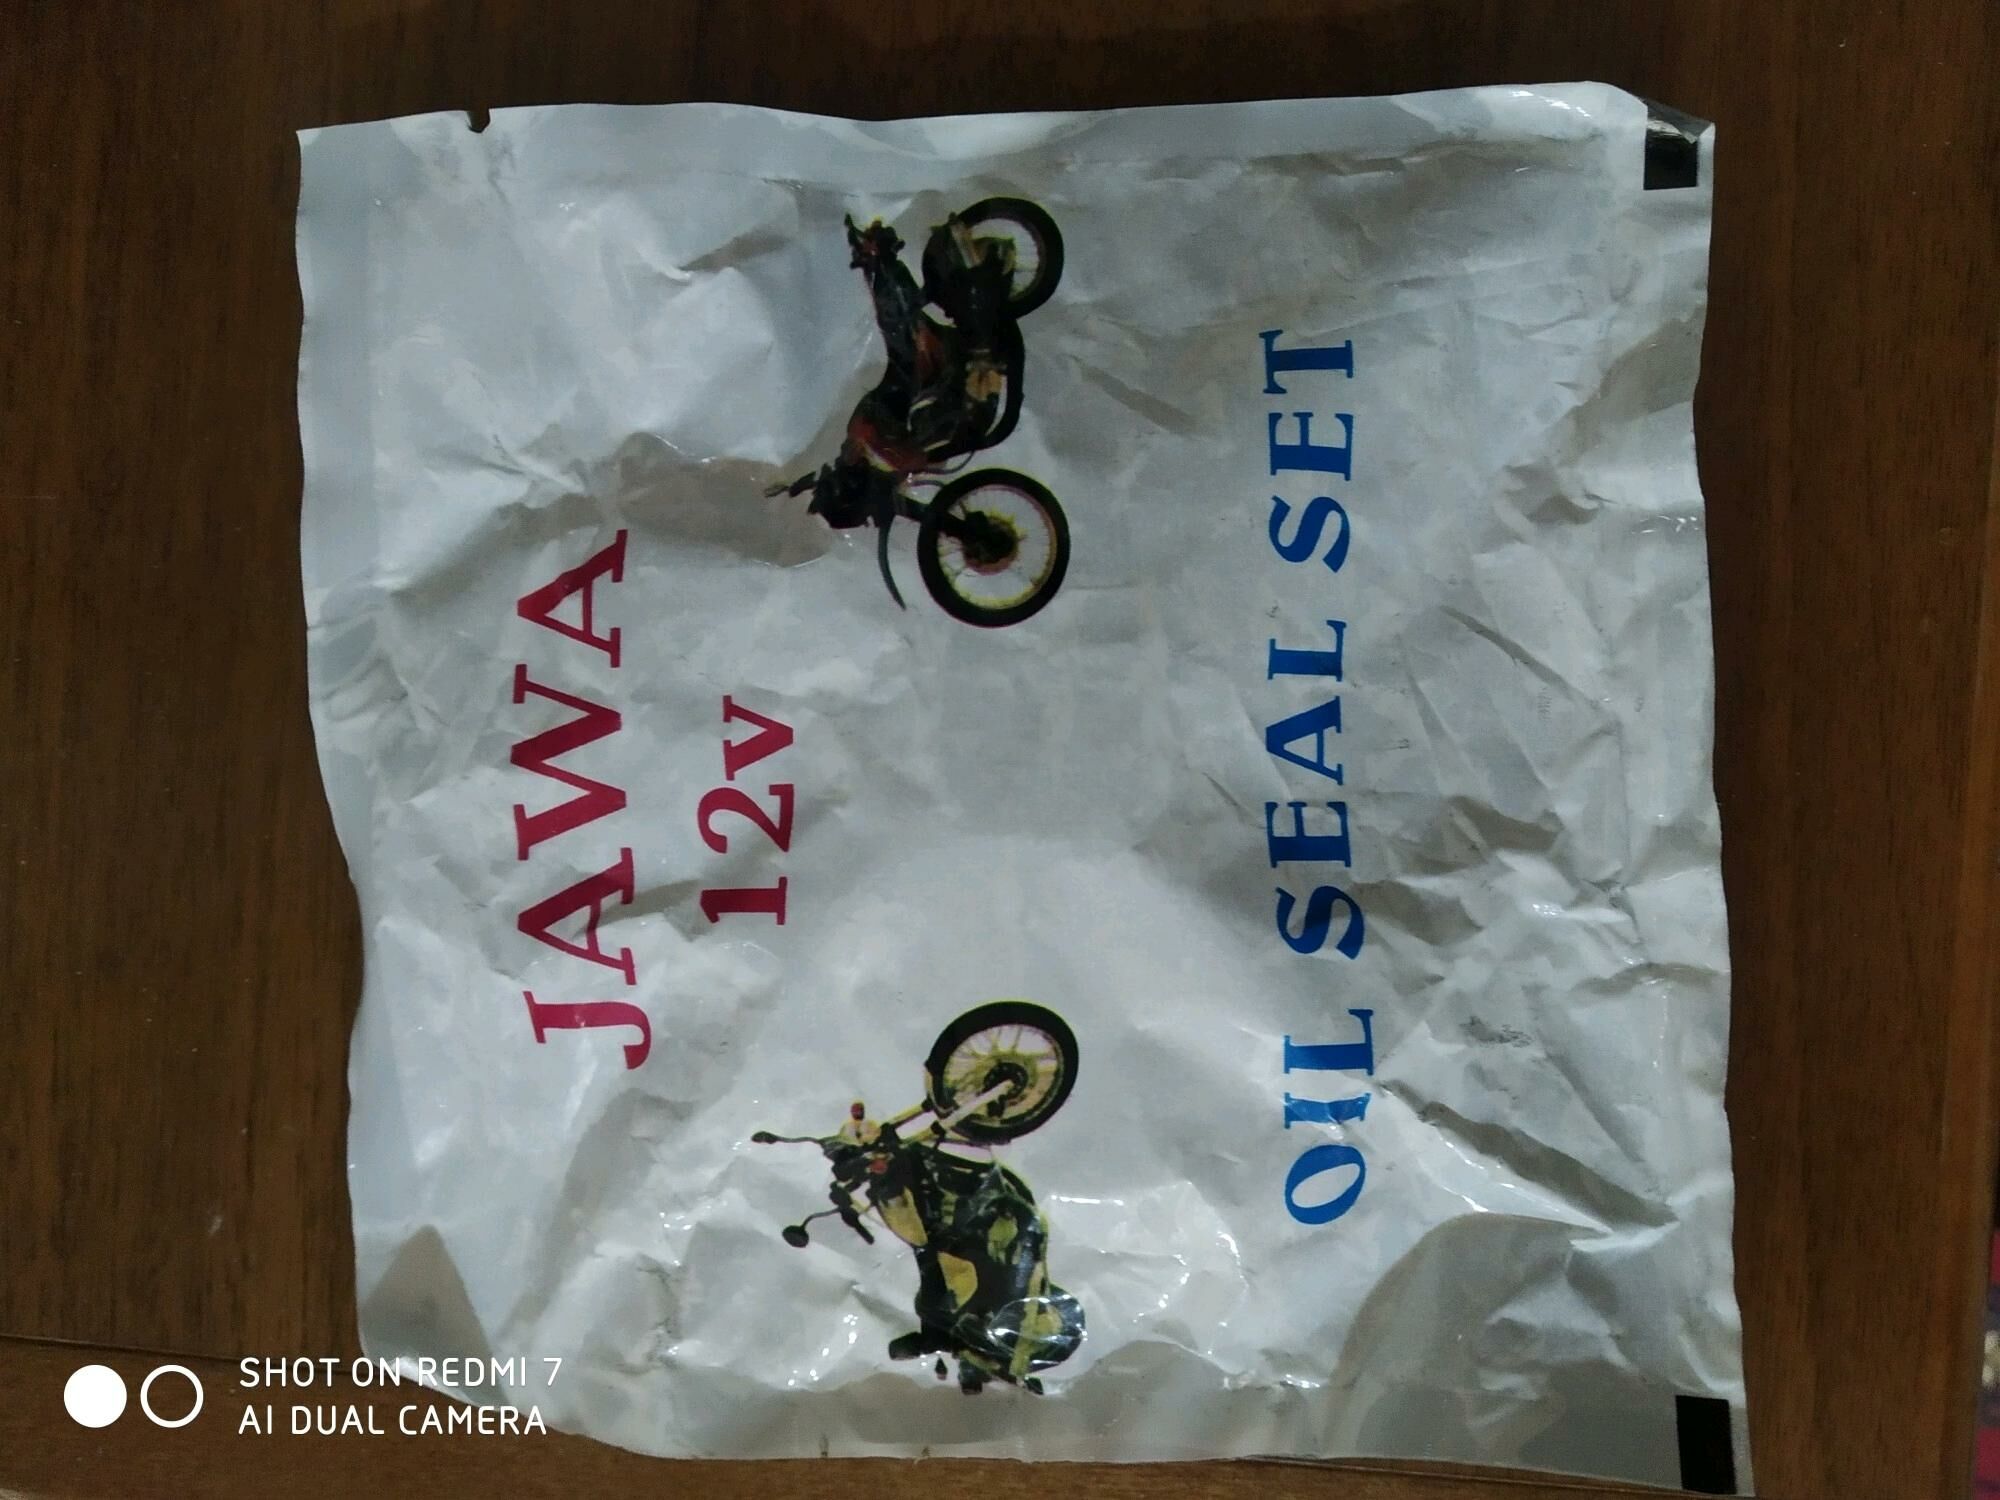 JAWA
12v
OIL SEAL SET
SHOT ON REDMI 7
AI DUAL CAMERA